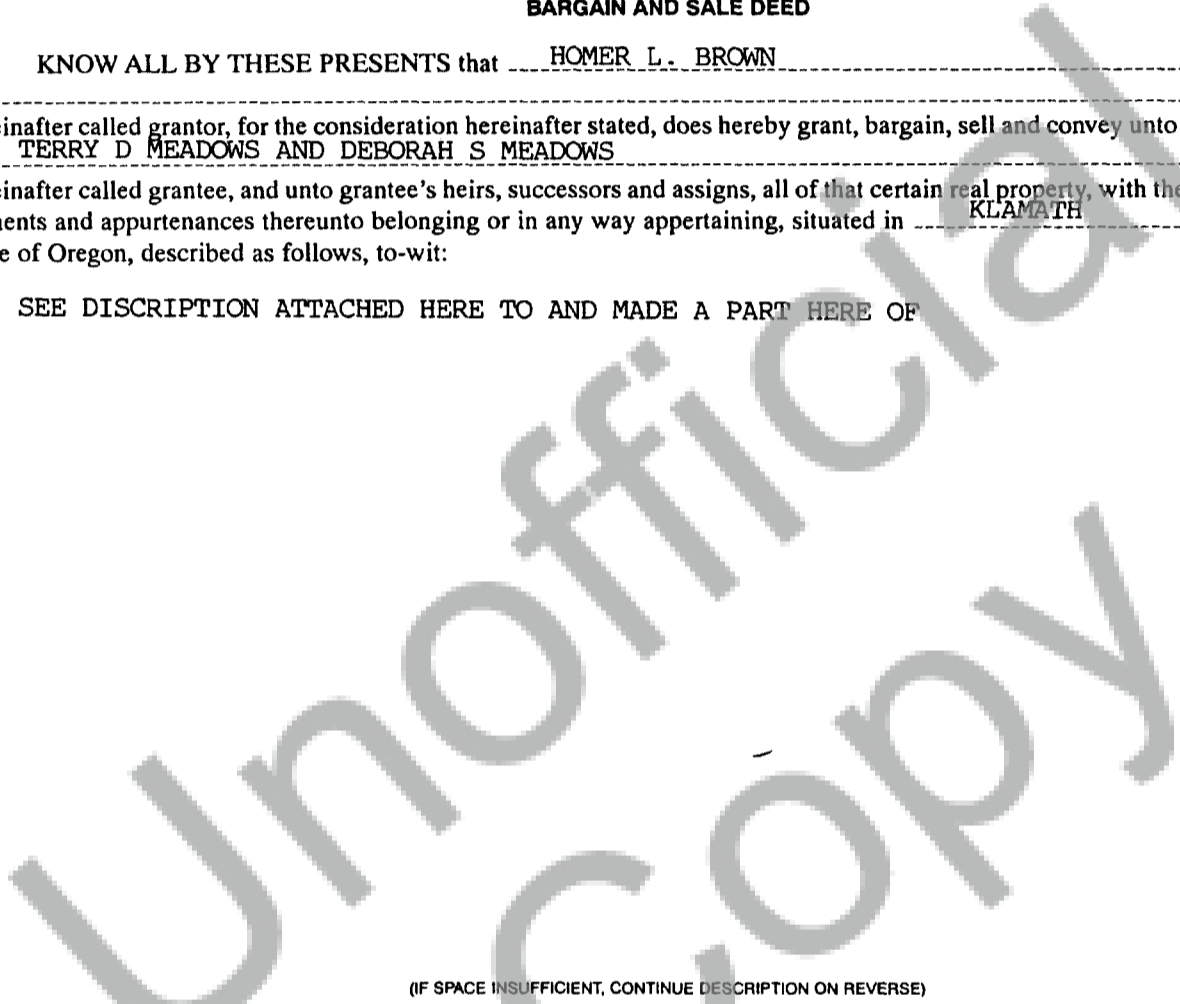 BARGAIN AND SALE DEED
KNOW ALL BY THESE PRESENTS that HOMER L. BROWN
einafter called grantor, for the consideration hereinafter stated, does hereby grant, bargain, sell and convey unto
TERRY D MEADOWS AND DEBORAH S MEADOWS
einafter called grantee, and unto grantee's heirs, successors and assigns, all of that certain real property, with the
nents and appurtenances thereunto belonging or in any way appertaining, situated in KLAMATH
e of Oregon, described as follows, to-wit:
SEE DISCRIPTION ATTACHED HERE TO AND MADE A PART HERE OF
Unofficial
Copy
(IF SPACE INSUFFICIENT, CONTINUE DESCRIPTION ON REVERSE)